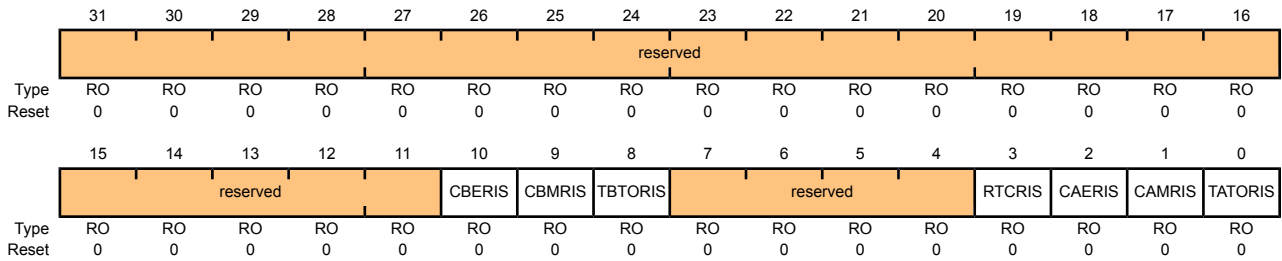 31 30 29 28 27 26 25 24 23 22 21 20 19 18 17 16
reserved
Type RO RO RO RO RO RO RO RO RO RO RO RO RO RO RO RO
Reset 0 0 0 0 0 0 0 0 0 0 0 0 0 0 0 0
15 14 13 12 11 10 9 8 7 6 5 4 3 2 1 0
reserved CBERIS CBMRIS TBTORIS reserved RTCRIS CAERIS CAMRIS TATORIS
Type RO RO RO RO RO RO RO RO RO RO RO RO RO RO RO RO
Reset 0 0 0 0 0 0 0 0 0 0 0 0 0 0 0 0